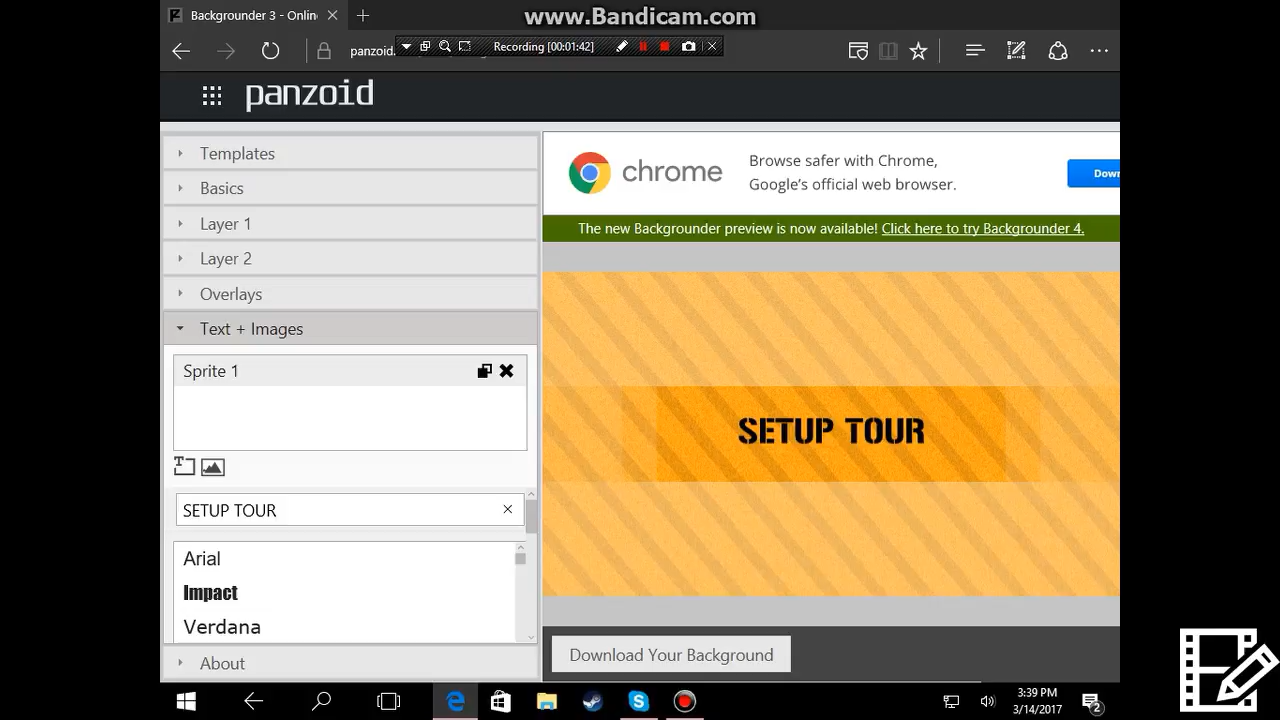 www.Bandicam.com
Backgrounder 3 - Onlin
panzoid.
Recording [00:01:42]
panzoid
Templates
Basics
Layer 1
Layer 2
Overlays
Text + Images
Sprite 1
SETUP TOUR
Arial
Impact
Verdana
About
chrome
Browse safer with Chrome,
Google's official web browser.
Down
The new Backgrounder preview is now available! Click here to try Backgrounder 4.
SETUP TOUR
Download Your Background
3:39 PM
3/14/2017
2